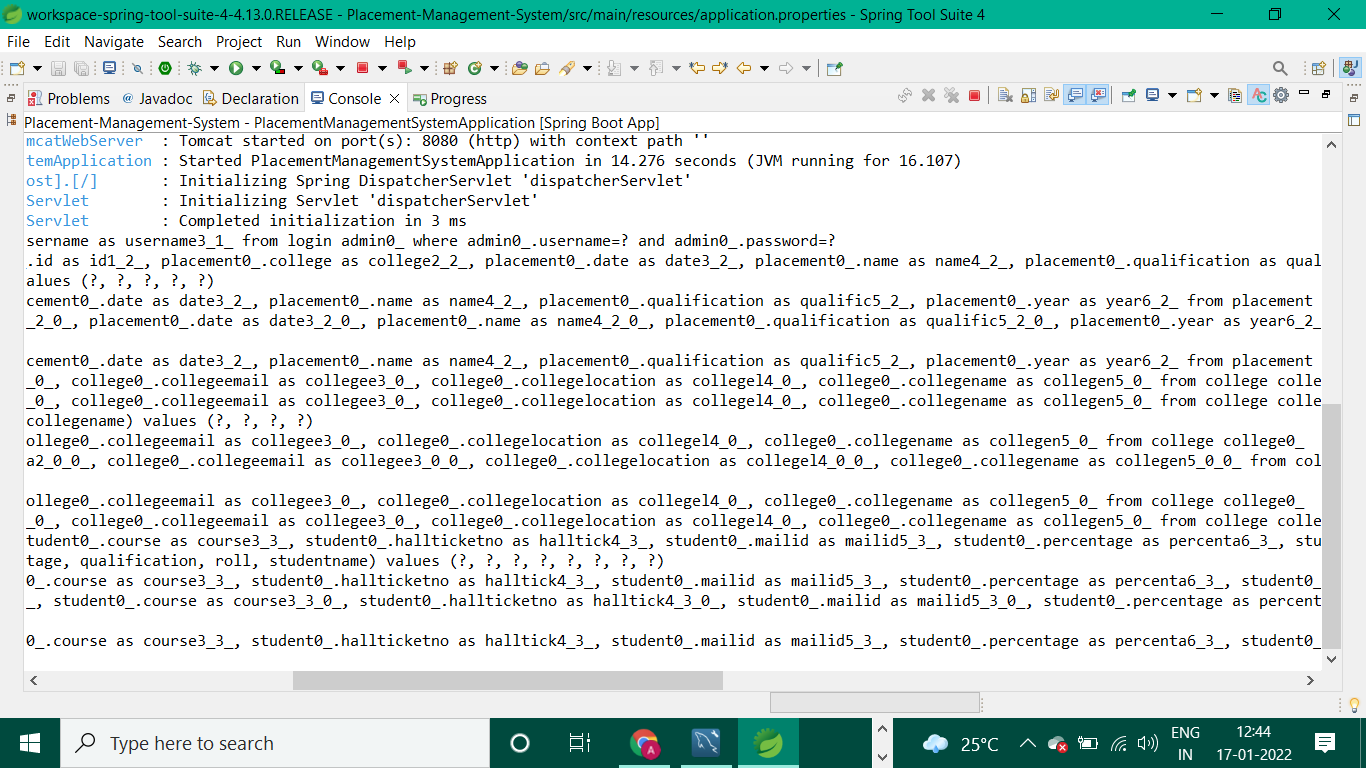 workspace-spring-tool-suite-4-4.13.0.RELEASE - Placement-Management-System/src/main/resources/application.properties - Spring Tool Suite 4
File Edit Navigate Search Project Run Window Help
Problems @ Javadoc Declaration Console Progress
Placement-Management-System - PlacementManagementSystemApplication [Spring Boot App]
mcatWebServer : Tomcat started on port(s): 8080 (http) with context path ''
temApplication : Started PlacementManagementSystemApplication in 14.276 seconds (JVM running for 16.107)
ost].[/] : Initializing Spring DispatcherServlet 'dispatcherServlet'
Servlet : Initializing Servlet 'dispatcherServlet'
Servlet : Completed initialization in 3 ms
sername as username3_1_ from login admin0_ where admin0_.username=? and admin0_.password=?
.id as id1_2_, placement0_.college as college2_2_, placement0_.date as date3_2_, placement0_.name as name4_2_, placement0_.qualification as qual
alues (?, ?, ?, ?, ?)
cement0_.date as date3_2_, placement0_.name as name4_2_, placement0_.qualification as qualific5_2_, placement0_.year as year6_2_ from placement
_2_0_, placement0_.date as date3_2_0_, placement0_.name as name4_2_0_, placement0_.qualification as qualific5_2_0_, placement0_.year as year6_2_
cement0_.date as date3_2_, placement0_.name as name4_2_, placement0_.qualification as qualific5_2_, placement0_.year as year6_2_ from placement
_0_, college0_.collegeemail as collegee3_0_, college0_.collegelocation as collegel4_0_, college0_.collegename as collegen5_0_ from college colle
_0_, college0_.collegeemail as collegee3_0_, college0_.collegelocation as collegel4_0_, college0_.collegename as collegen5_0_ from college colle
collegename) values (?, ?, ?, ?)
ollege0_.collegeemail as collegee3_0_, college0_.collegelocation as collegel4_0_, college0_.collegename as collegen5_0_ from college college0_
a2_0_0_, college0_.collegeemail as collegee3_0_0_, college0_.collegelocation as collegel4_0_0_, college0_.collegename as collegen5_0_0_ from col
ollege0_.collegeemail as collegee3_0_, college0_.collegelocation as collegel4_0_, college0_.collegename as collegen5_0_ from college college0_
_0_, college0_.collegeemail as collegee3_0_, college0_.collegelocation as collegel4_0_, college0_.collegename as collegen5_0_ from college colle
tudent0_.course as course3_3_, student0_.hallticketno as halltick4_3_, student0_.mailid as mailid5_3_, student0_.percentage as percenta6_3_, stu
tage, qualification, roll, studentname) values (?, ?, ?, ?, ?, ?, ?, ?)
0_.course as course3_3_, student0_.hallticketno as halltick4_3_, student0_.mailid as mailid5_3_, student0_.percentage as percenta6_3_, student0_
_, student0_.course as course3_3_0_, student0_.hallticketno as halltick4_3_0_, student0_.mailid as mailid5_3_0_, student0_.percentage as percent
0_.course as course3_3_, student0_.hallticketno as halltick4_3_, student0_.mailid as mailid5_3_, student0_.percentage as percenta6_3_, student0_
Type here to search
A
25°C
ENG
IN
12:44
17-01-2022